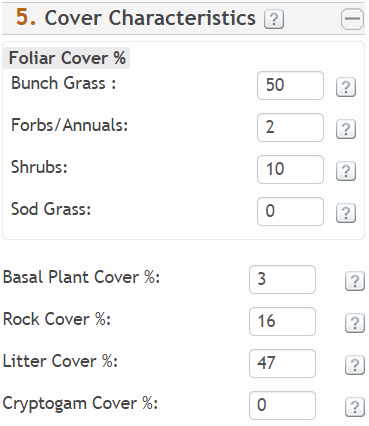 5. Cover Characteristics ?
Foliar Cover %
Bunch Grass : 50 ?
Forbs/Annuals: 2 ?
Shrubs: 10 ?
Sod Grass: 0 ?
Basal Plant Cover %: 3 ?
Rock Cover %: 16 ?
Litter Cover %: 47 ?
Cryptogam Cover %: 0 ?